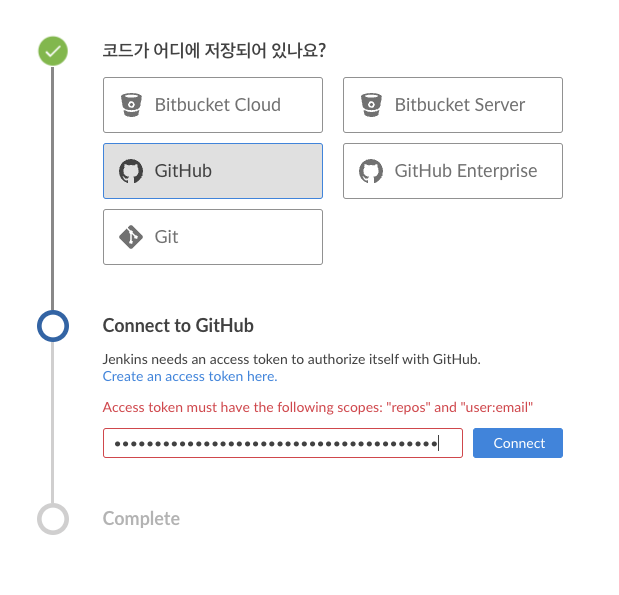 코드가 어디에 저장되어 있나요?
Bitbucket Cloud
Bitbucket Server
GitHub
GitHub Enterprise
Git
Connect to GitHub
Jenkins needs an access token to authorize itself with GitHub.
Create an access token here.
Access token must have the following scopes: "repos" and "user:email"
Connect
Complete